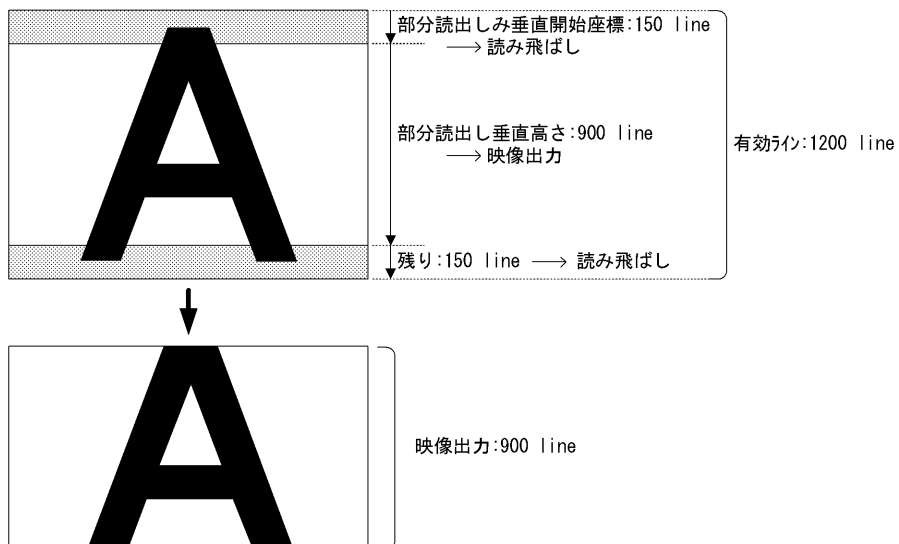 部分読出しみ垂直開始座標:150 line
→ 読み飛ばし
部分読出し垂直高さ:900 line
→ 映像出力
有効ライン:1200 line
残り:150 line → 読み飛ばし
A
映像出力:900 line
A